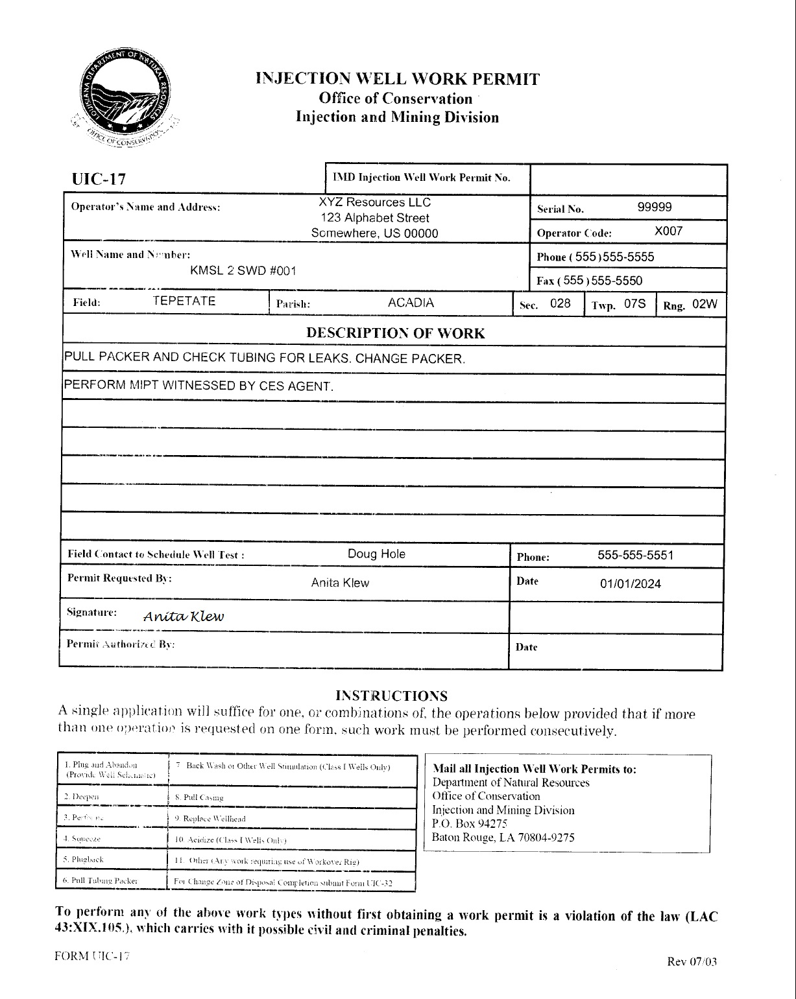 LOUISIANA DEPARTMENT OF NATURAL RESOURCES
OFFICE OF CONSERVATION
INJECTION WELL WORK PERMIT
Office of Conservation
Injection and Mining Division
UIC-17
IMD Injection Well Work Permit No.
Operator's Name and Address:
XYZ Resources LLC
123 Alphabet Street
Somewhere, US 00000
Serial No. 99999
Operator Code: X007
Well Name and Number:
KMSL 2 SWD #001
Phone ( 555 ) 555-5555
Fax ( 555 ) 555-5550
Field: TEPETATE Parish: ACADIA Sec. 028 Twp. 07S Rng. 02W
DESCRIPTION OF WORK
PULL PACKER AND CHECK TUBING FOR LEAKS. CHANGE PACKER.
PERFORM MIPT WITNESSED BY CES AGENT.
Field Contact to Schedule Well Test : Doug Hole Phone: 555-555-5551
Permit Requested By: Anita Klew Date 01/01/2024
Signature: Anita Klew
Permit Authorized By: Date
INSTRUCTIONS
A single application will suffice for one, or combinations of, the operations below provided that if more
than one operation is requested on one form, such work must be performed consecutively.
1. Plug and Abandon
(Provide Well Schematic)
7 Back Wash or Other Well Stimulation (Class I Wells Only)
2. Deepen 8. Pull Casing
3. Perforate 9. Replace Wellhead
4. Squeeze 10. Acidize (Class I Wells Only)
5. Plugback 11. Other (Any work requiring use of Workover Rig)
6. Pull Tubing Packer For Change Zone of Disposal Completion submit Form UIC-32
Mail all Injection Well Work Permits to:
Department of Natural Resources
Office of Conservation
Injection and Mining Division
P.O. Box 94275
Baton Rouge, LA 70804-9275
To perform any of the above work types without first obtaining a work permit is a violation of the law (LAC
43:XIX.105.), which carries with it possible civil and criminal penalties.
FORM UIC-17
Rev 07/03